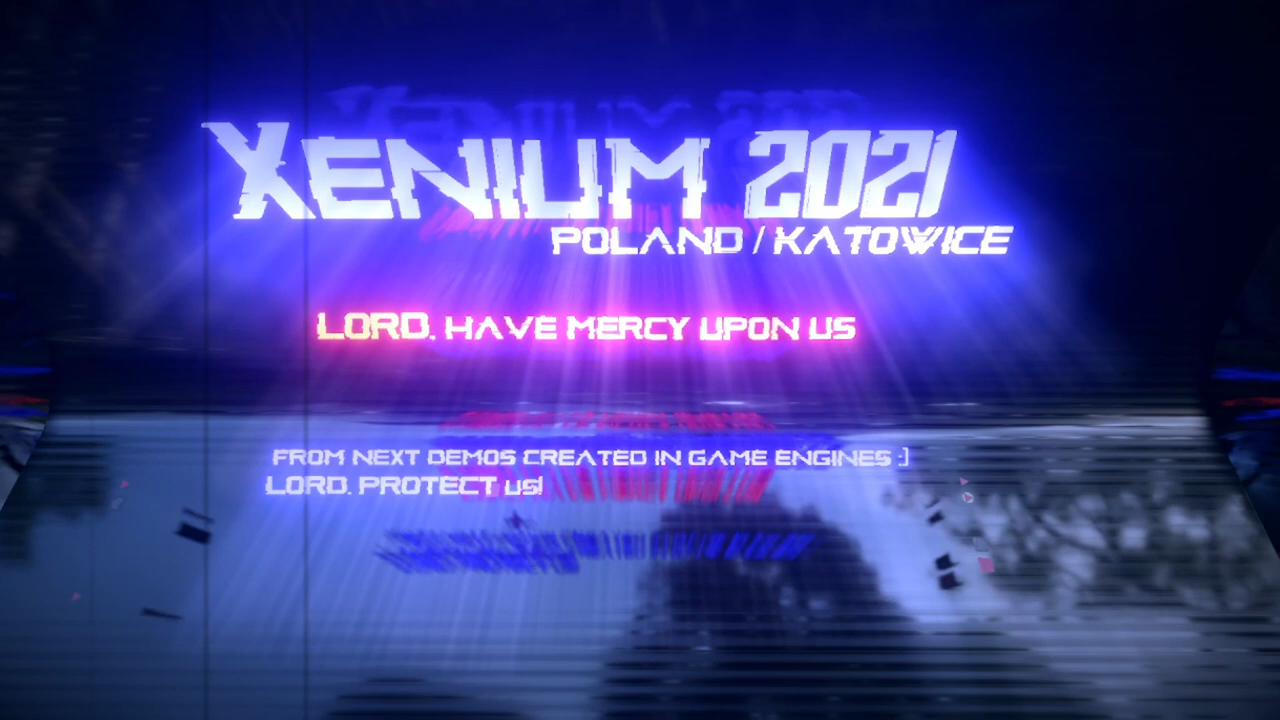 XENIUM 2021
POLAND / KATOWICE
LORD, HAVE MERCY UPON US
FROM NEXT DEMOS CREATED IN GAME ENGINES :)
LORD, PROTECT us!